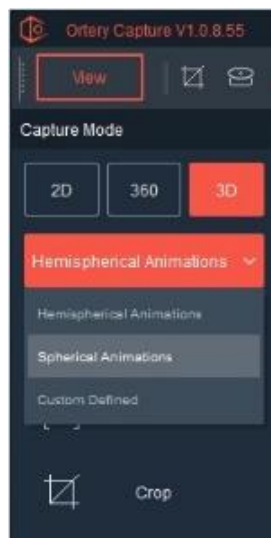 Ortery Capture V1.0.8.55
View
Capture Mode
2D 360 3D
Hemispherical Animations
Hemispherical Animations
Spherical Animations
Custom Defined
Crop